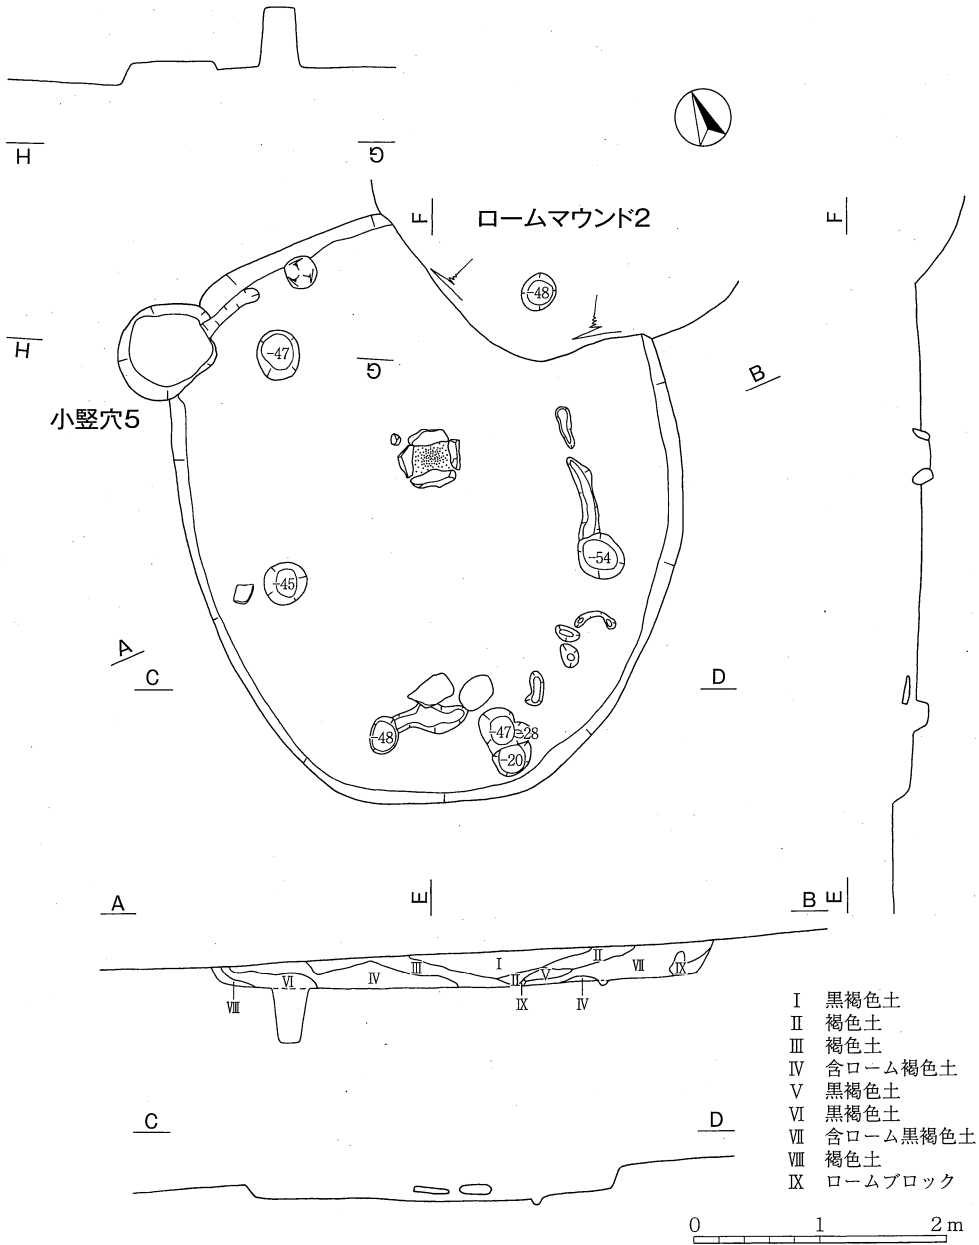 H
G
F
ロームマウンド2
F
-48
H
-47
G
B
小竪穴5
-54
-45
A
C
D
-48
-47
-28
-20
A
E
B
E
I
II
III
II
V
VII
IX
VI
IV
VIII
IX
IV
I 黒褐色土
II 褐色土
III 褐色土
IV 含ローム褐色土
V 黒褐色土
VI 黒褐色土
VII 含ローム黒褐色土
VIII 褐色土
IX ロームブロック
C
D
0 1 2m